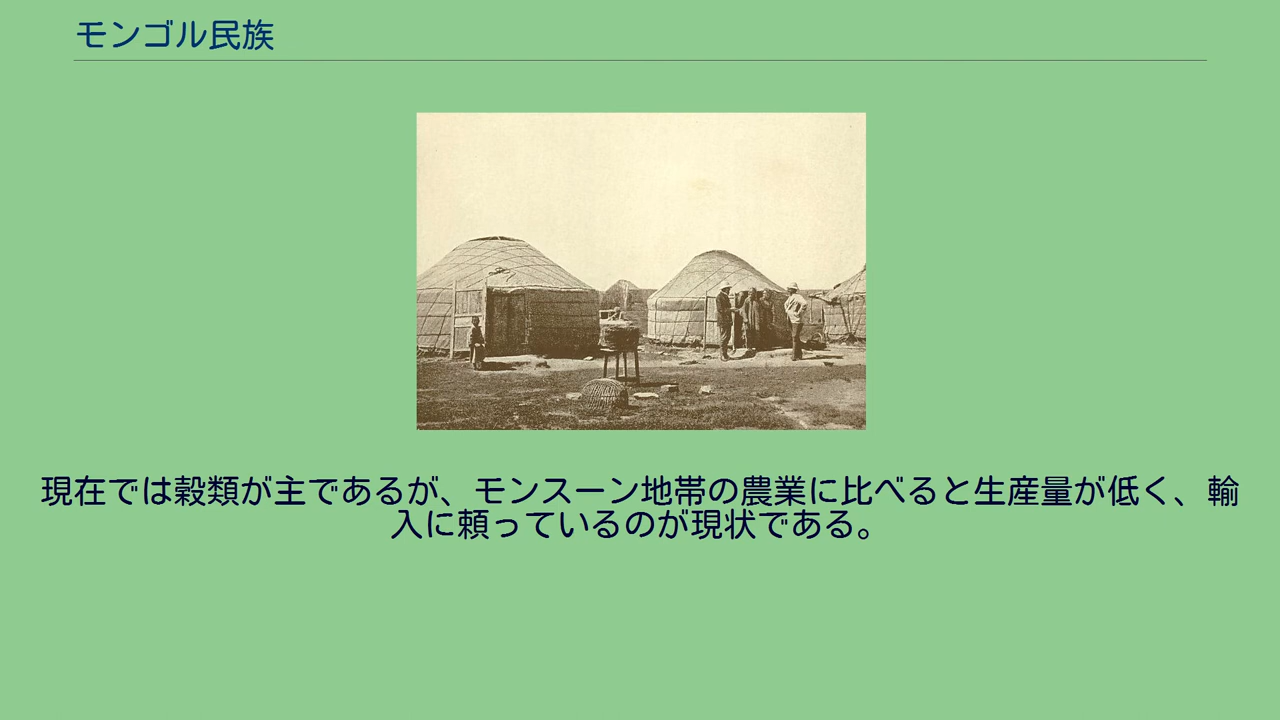 モンゴル民族
現在では穀類が主であるが、モンスーン地帯の農業に比べると生産量が低く、輸
入に頼っているのが現状である。